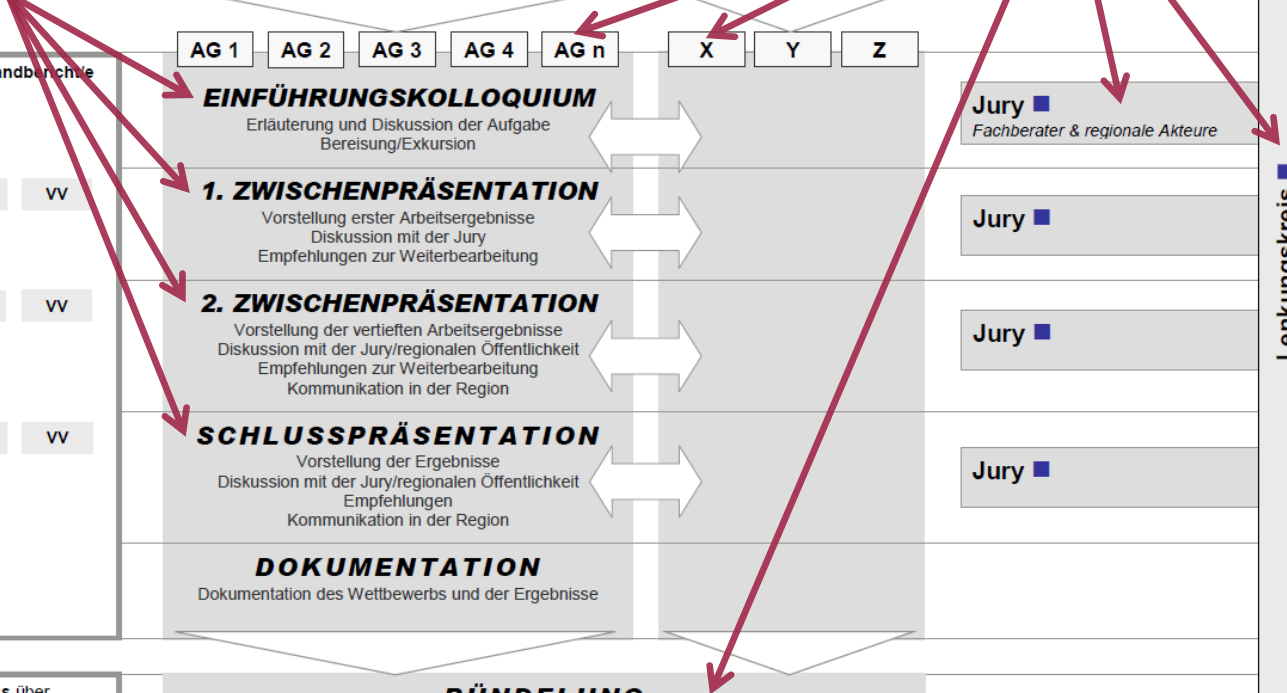 AG 1 AG 2 AG 3 AG 4 AG n X Y Z
EINFÜHRUNGSKOLLOQUIUM
Erläuterung und Diskussion der Aufgabe
Bereisung/Exkursion
Jury
Fachberater & regionale Akteure
VV
1. ZWISCHENPRÄSENTATION
Vorstellung erster Arbeitsergebnisse
Diskussion mit der Jury
Empfehlungen zur Weiterbearbeitung
Jury
VV
2. ZWISCHENPRÄSENTATION
Vorstellung der vertieften Arbeitsergebnisse
Diskussion mit der Jury/regionalen Öffentlichkeit
Empfehlungen zur Weiterbearbeitung
Kommunikation in der Region
Jury
VV
SCHLUSSPRÄSENTATION
Vorstellung der Ergebnisse
Diskussion mit der Jury/regionalen Öffentlichkeit
Empfehlungen
Kommunikation in der Region
Jury
DOKUMENTATION
Dokumentation des Wettbewerbs und der Ergebnisse
Lenkungskreis
über
BÜNDELUNG